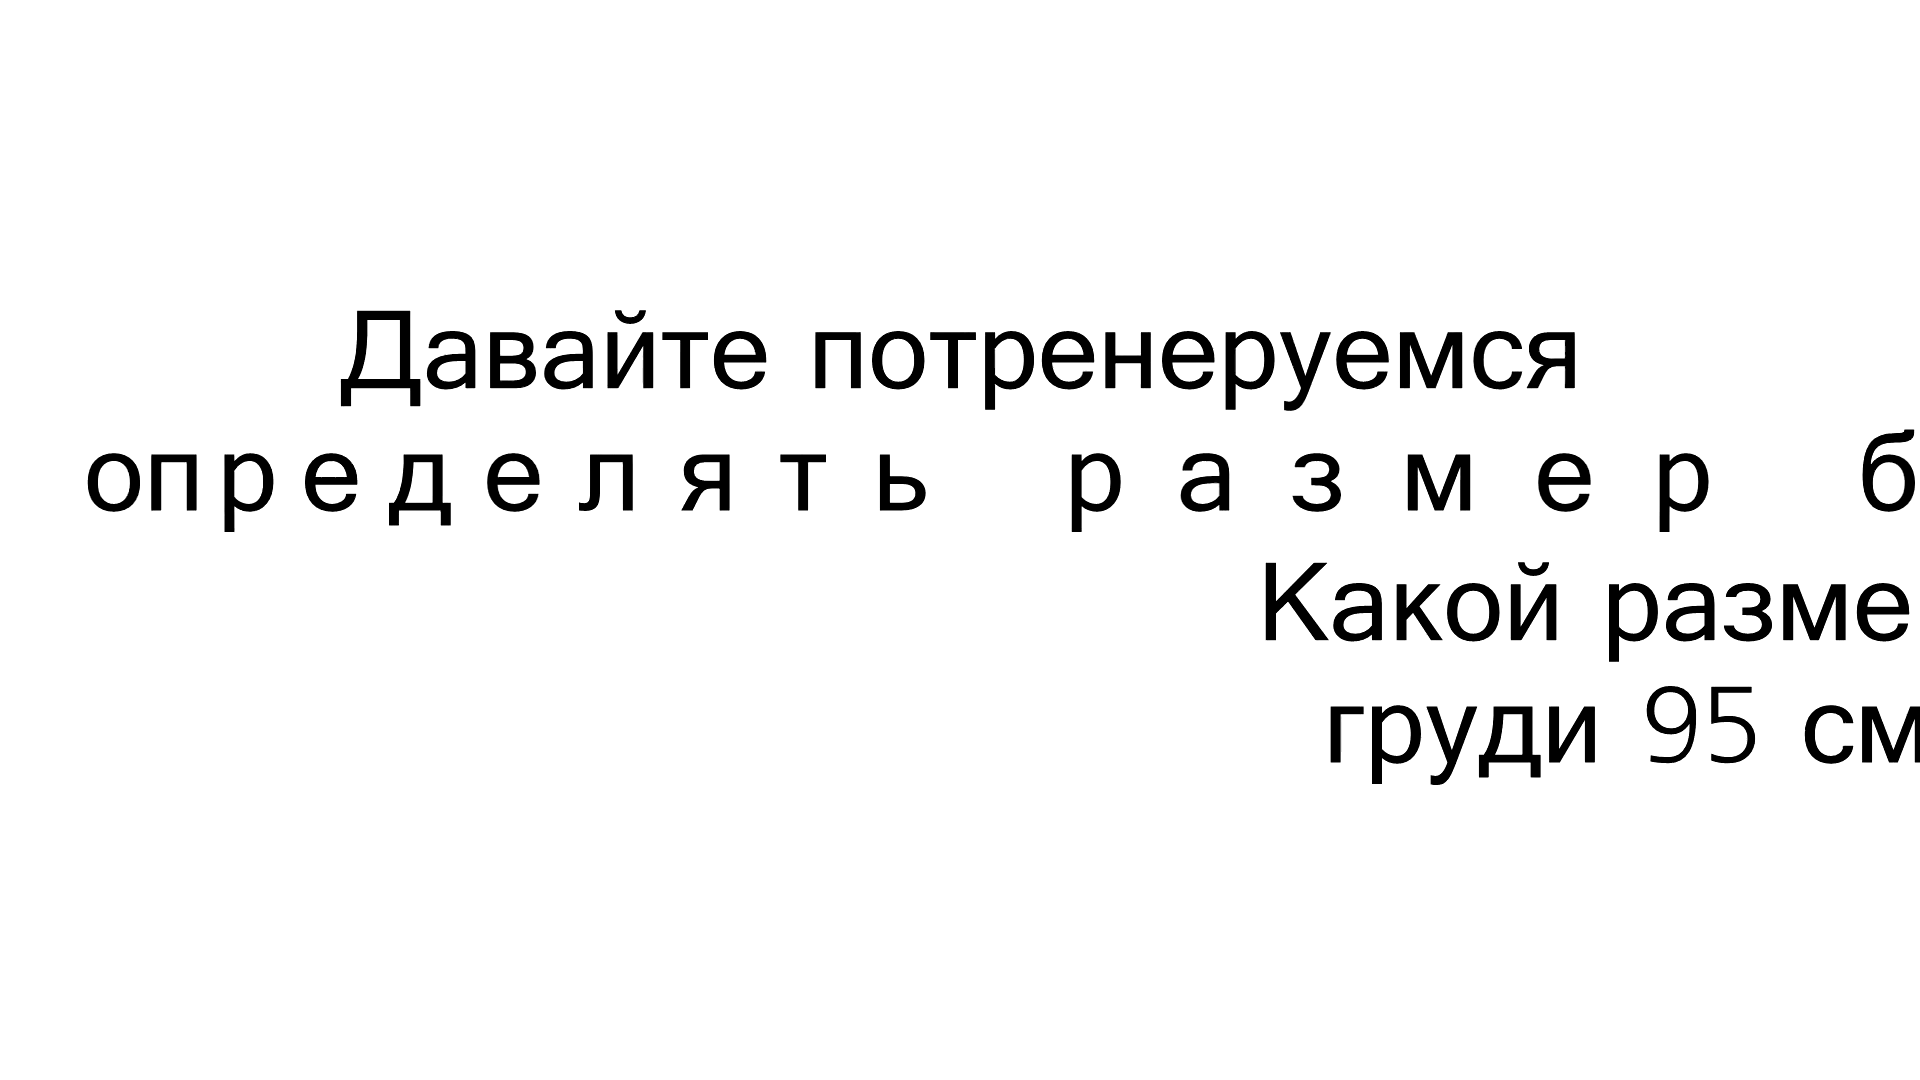 Давайте потренеруемся
определять размер б
Какой разме
груди 95 см